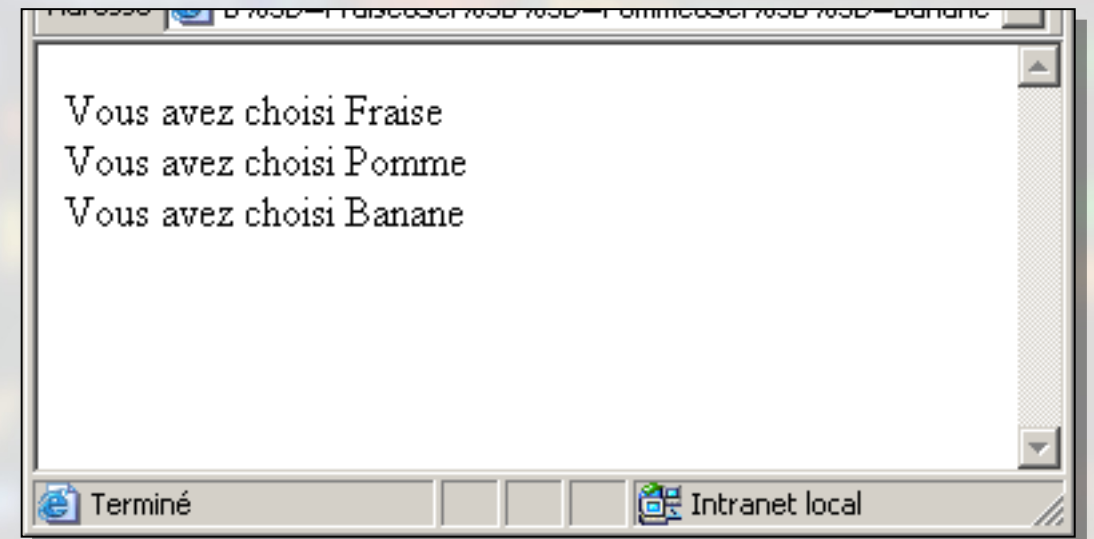 Vous avez choisi Fraise
Vous avez choisi Pomme
Vous avez choisi Banane
Terminé
Intranet local